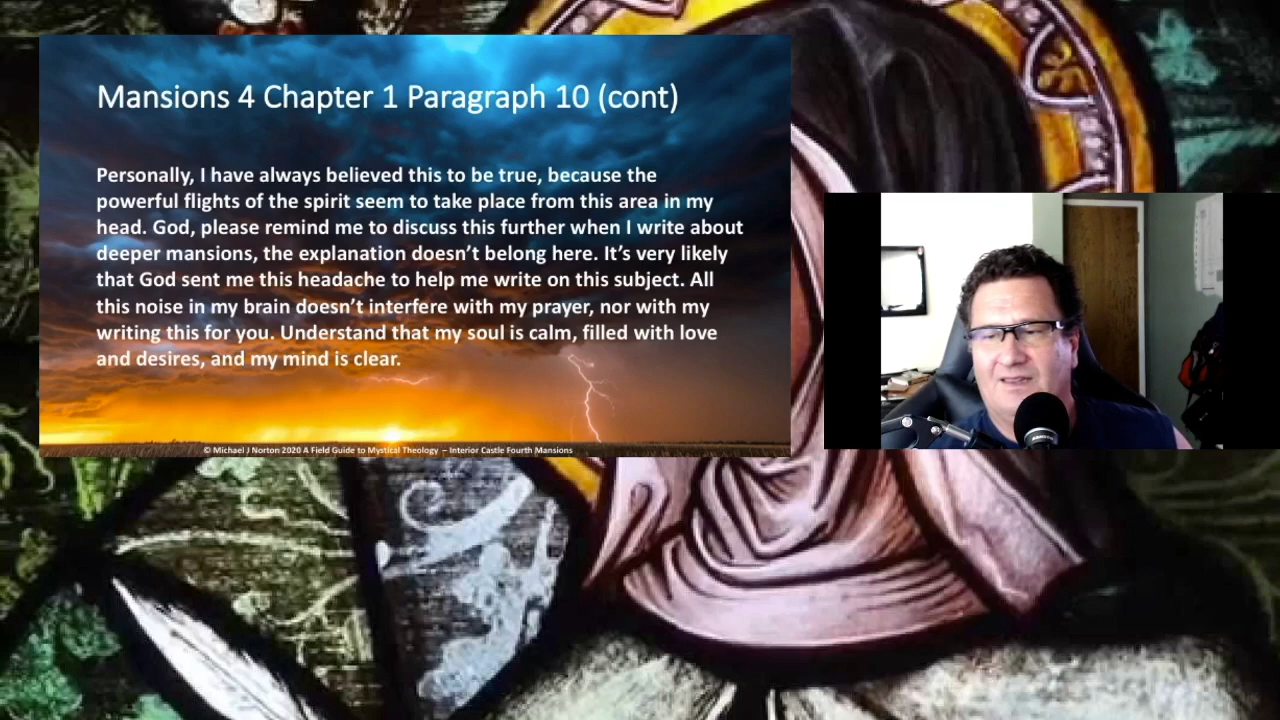 Mansions 4 Chapter 1 Paragraph 10 (cont)
Personally, I have always believed this to be true, because the
powerful flights of the spirit seem to take place from this area in my
head. God, please remind me to discuss this further when I write about
deeper mansions, the explanation doesn’t belong here. It’s very likely
that God sent me this headache to help me write on this subject. All
this noise in my brain doesn’t interfere with my prayer, nor with my
writing this for you. Understand that my soul is calm, filled with love
and desires, and my mind is clear.
© Michael J Norton 2020 A Field Guide to Mystical Theology – Interior Castle Fourth Mansions